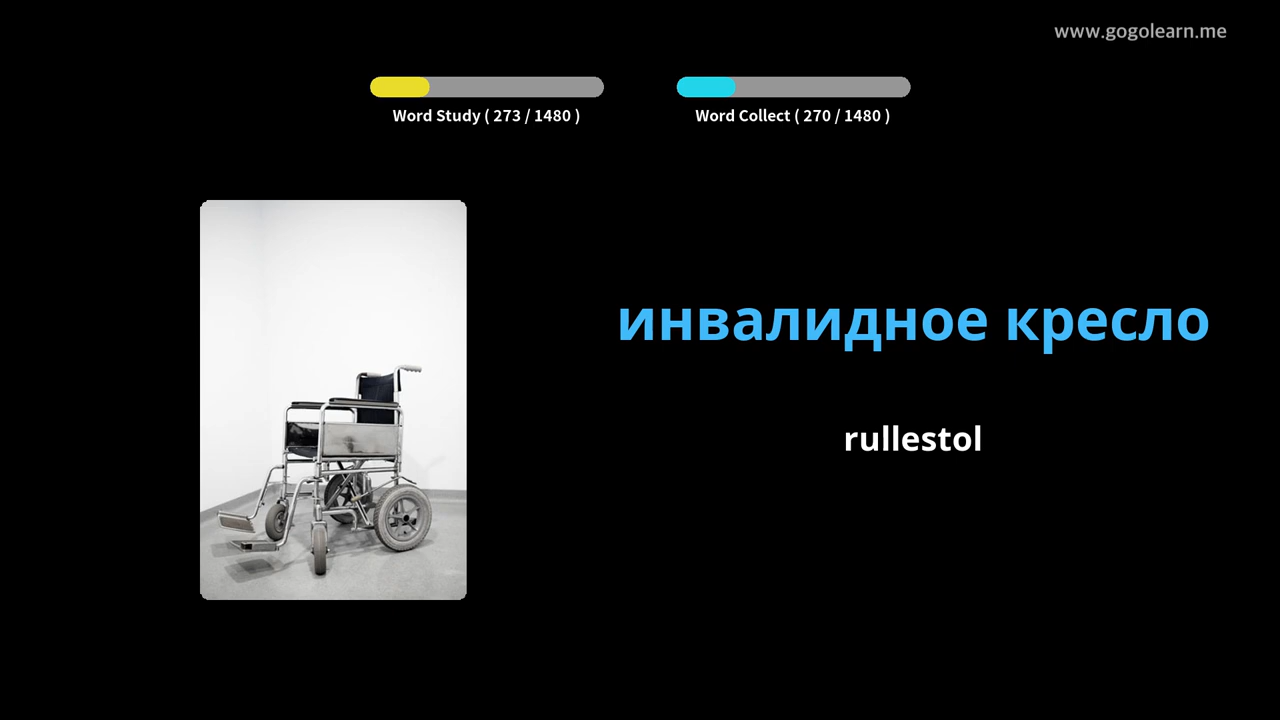 www.gogolearn.me
Word Study ( 273 / 1480 )
Word Collect ( 270 / 1480 )
инвалидное кресло
rullestol